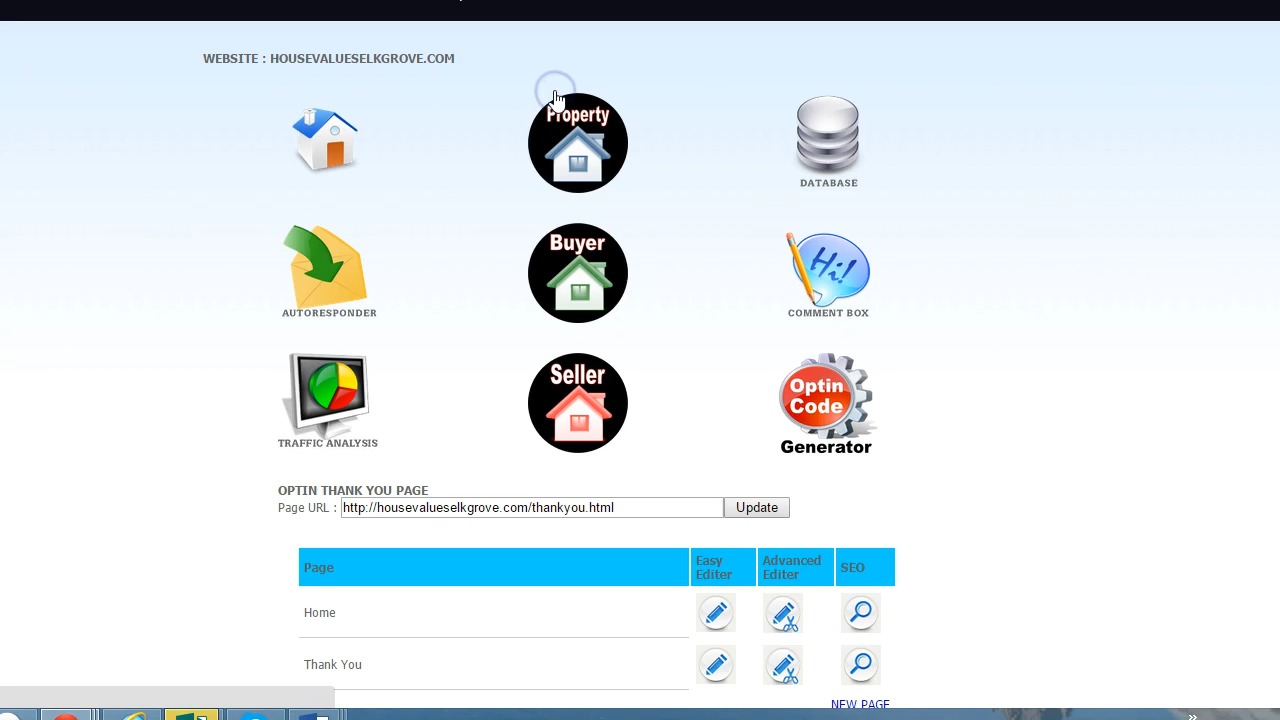 WEBSITE : HOUSEVALUESELKGROVE.COM
Property
DATABASE
Buyer
Hi!
AUTORESPONDER
COMMENT BOX
Seller
Optin
Code
Generator
TRAFFIC ANALYSIS
OPTIN THANK YOU PAGE
Page URL : http://housevalueselkgrove.com/thankyou.html Update
Page Easy Editer Advanced Editer SEO
Home
Thank You
NEW PAGE